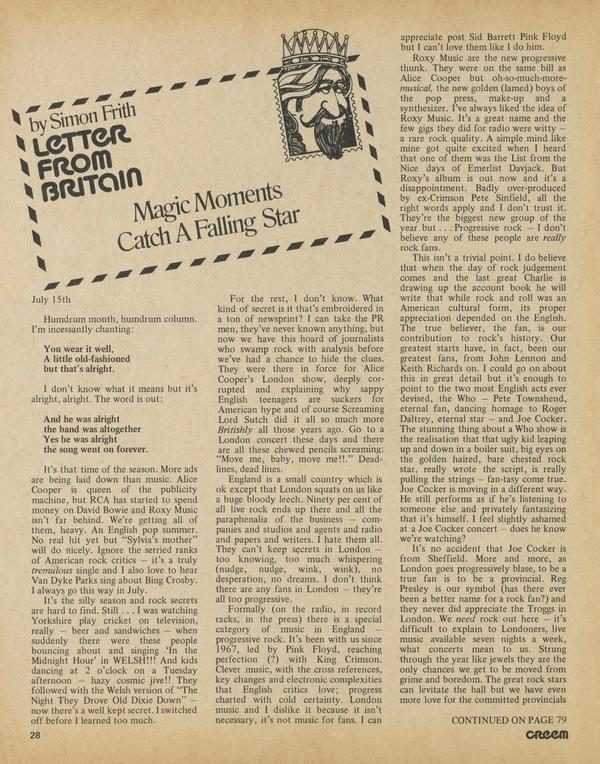 by Simon Frith
LETTER
FROM
BRITAIN
Magic Moments
Catch A Falling Star
July 15th
Humdrum month, humdrum column.
I'm incessantly chanting:
You wear it well,
A little old-fashioned
but that's alright.
I don't know what it means but it's
alright, alright. The word is out:
And he was alright
the band was altogether
Yes he was alright
the song went on forever.
It's that time of the season. More ads
are being laid down than music. Alice
Cooper is queen of the publicity
machine, but RCA has started to spend
money on David Bowie and Roxy Music
isn't far behind. We're getting all of
them, heavy. An English pop summer.
No real hit yet but "Sylvia's mother"
will do nicely. Ignore the serried ranks
of American rock critics – it's a truly
tremulous single and I also love to hear
Van Dyke Parks sing about Bing Crosby.
I always go this way in July.
It's the silly season and rock secrets
are hard to find. Still . . . I was watching
Yorkshire play cricket on television,
really – beer and sandwiches – when
suddenly there were these people
bouncing about and singing 'In the
Midnight Hour' in WELSH!!! And kids
dancing at 2 o'clock on a Tuesday
afternoon – hazy cosmic jive!! They
followed with the Welsh version of "The
Night They Drove Old Dixie Down" –
now there's a well kept secret. I switched
off before I learned too much.
For the rest, I don't know. What
kind of secret is it that's embroidered in
a ton of newsprint? I can take the PR
men, they've never known anything, but
now we have this hoard of journalists
who swamp rock with analysis before
we've had a chance to hide the clues.
They were there in force for Alice
Cooper's London show, deeply cor-
rupted and explaining why sappy
English teenagers are suckers for
American hype and of course Screaming
Lord Sutch did it all so much more
Britishly all those years ago. Go to a
London concert these days and there
are all these chewed pencils screaming:
"Move me, baby, move me!!." Dead-
lines, dead lines.
England is a small country which is
ok except that London squats on us like
a huge bloody leech. Ninety per cent of
all live rock ends up there and all the
paraphenalia of the business – com-
panies and studios and agents and radio
and papers and writers. I hate them all.
They can't keep secrets in London –
too knowing, too much whispering
(nudge, nudge, wink, wink), no
desperation, no dreams. I don't think
there are any fans in London – they're
all too progressive.
Formally (on the radio, in record
racks, in the press) there is a special
category of music in England –
progressive rock. It's been with us since
1967, led by Pink Floyd, reaching
perfection (?) with King Crimson.
Clever music, with the cross references,
key changes and electronic complexities
that English critics love; progress
charted with cold certainty. London
music and I dislike it because it isn't
necessary, it's not music for fans. I can
appreciate post Sid Barrett Pink Floyd
but I can't love them like I do him.
Roxy Music are the new progressive
thunk. They were on the same bill as
Alice Cooper but oh-so-much-more-
musical, the new golden (lamed) boys of
the pop press, make-up and a
synthesizer. I've always liked the idea of
Roxy Music. It's a great name and the
few gigs they did for radio were witty –
a rare rock quality. A simple mind like
mine got quite excited when I heard
that one of them was the List from the
Nice days of Emerlist Davjack. But
Roxy's album is out now and it's a
disappointment. Badly over-produced
by ex-Crimson Pete Sinfield, all the
right words apply and I don't trust it.
They're the biggest new group of the
year but . . . Progressive rock – I don't
believe any of these people are really
rock fans.
This isn't a trivial point. I do believe
that when the day of rock judgement
comes and the last great Charlie is
drawing up the account book he will
write that while rock and roll was an
American cultural form, its proper
appreciation depended on the English.
The true believer, the fan, is our
contribution to rock's history. Our
greatest stars have, in fact, been our
greatest fans, from John Lennon and
Keith Richards on. I could go on about
this in great detail but it's enough to
point to the two most English acts ever
devised, the Who – Pete Townshend,
eternal fan, dancing homage to Roger
Daltrey, eternal star – and Joe Cocker.
The stunning thing about a Who show is
the realisation that that ugly kid leaping
up and down in a boiler suit, big eyes on
the golden haired, bare chested rock
star, really wrote the script, is really
pulling the strings – fan-tasy come true.
Joe Cocker is moving in a different way.
He still performs as if he's listening to
someone else and privately fantasizing
that it's himself. I feel slightly ashamed
at a Joe Cocker concert – does he know
we're watching?
It's no accident that Joe Cocker is
from Sheffield. More and more, as
London goes progressively blase, to be a
true fan is to be a provincial. Reg
Presley is our symbol (has there ever
been a better name for a rock fan?) and
they never did appreciate the Troggs in
London. We need rock out here – it's
difficult to explain to Londoners, live
music available seven nights a week,
what concerts mean to us. Strung
through the year like jewels they are the
only chances we get to be moved from
grime and boredom. The great rock stars
can levitate the hall but we have even
more love for the committed provincials
CONTINUED ON PAGE 79
28
CREEM